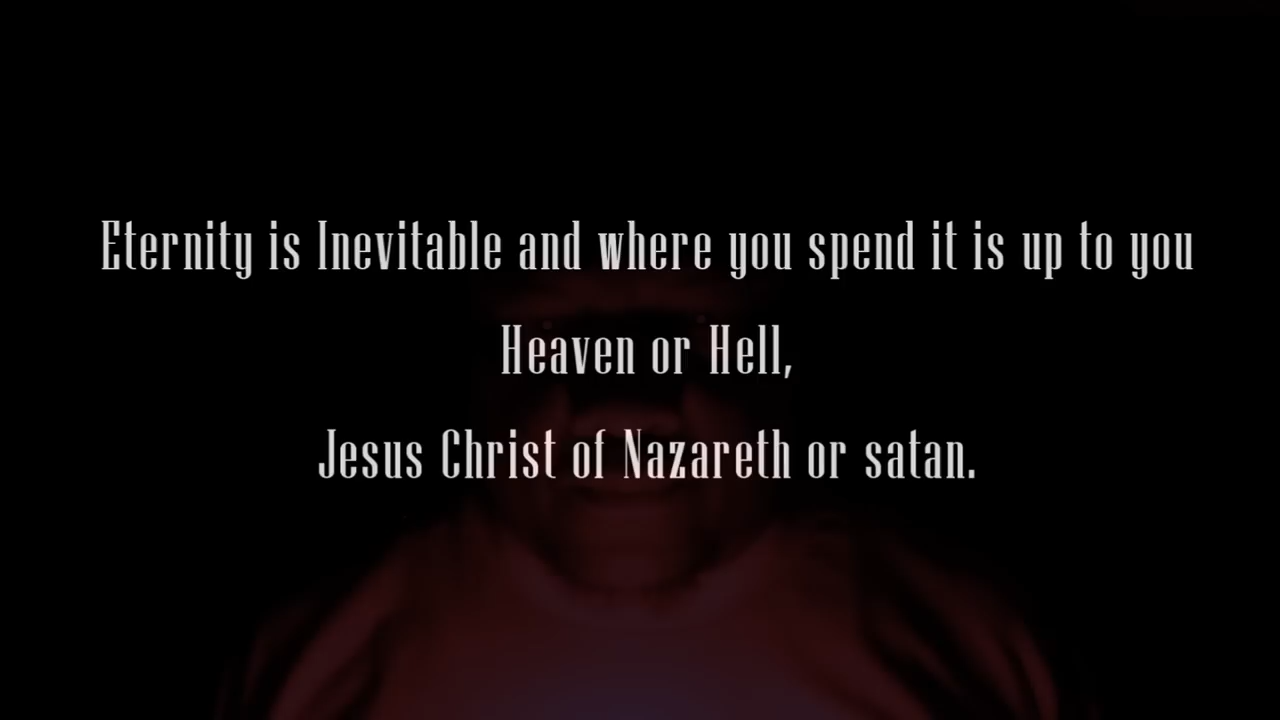 Eternity is Inevitable and where you spend it is up to you
Heaven or Hell,
Jesus Christ of Nazareth or satan.